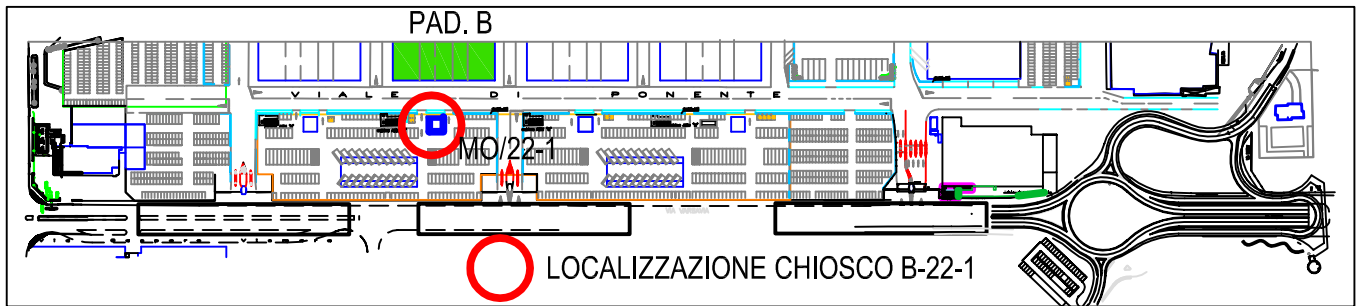 PAD. B
VIALE DI PONENTE
MO/22-1
LOCALIZZAZIONE CHIOSCO B-22-1